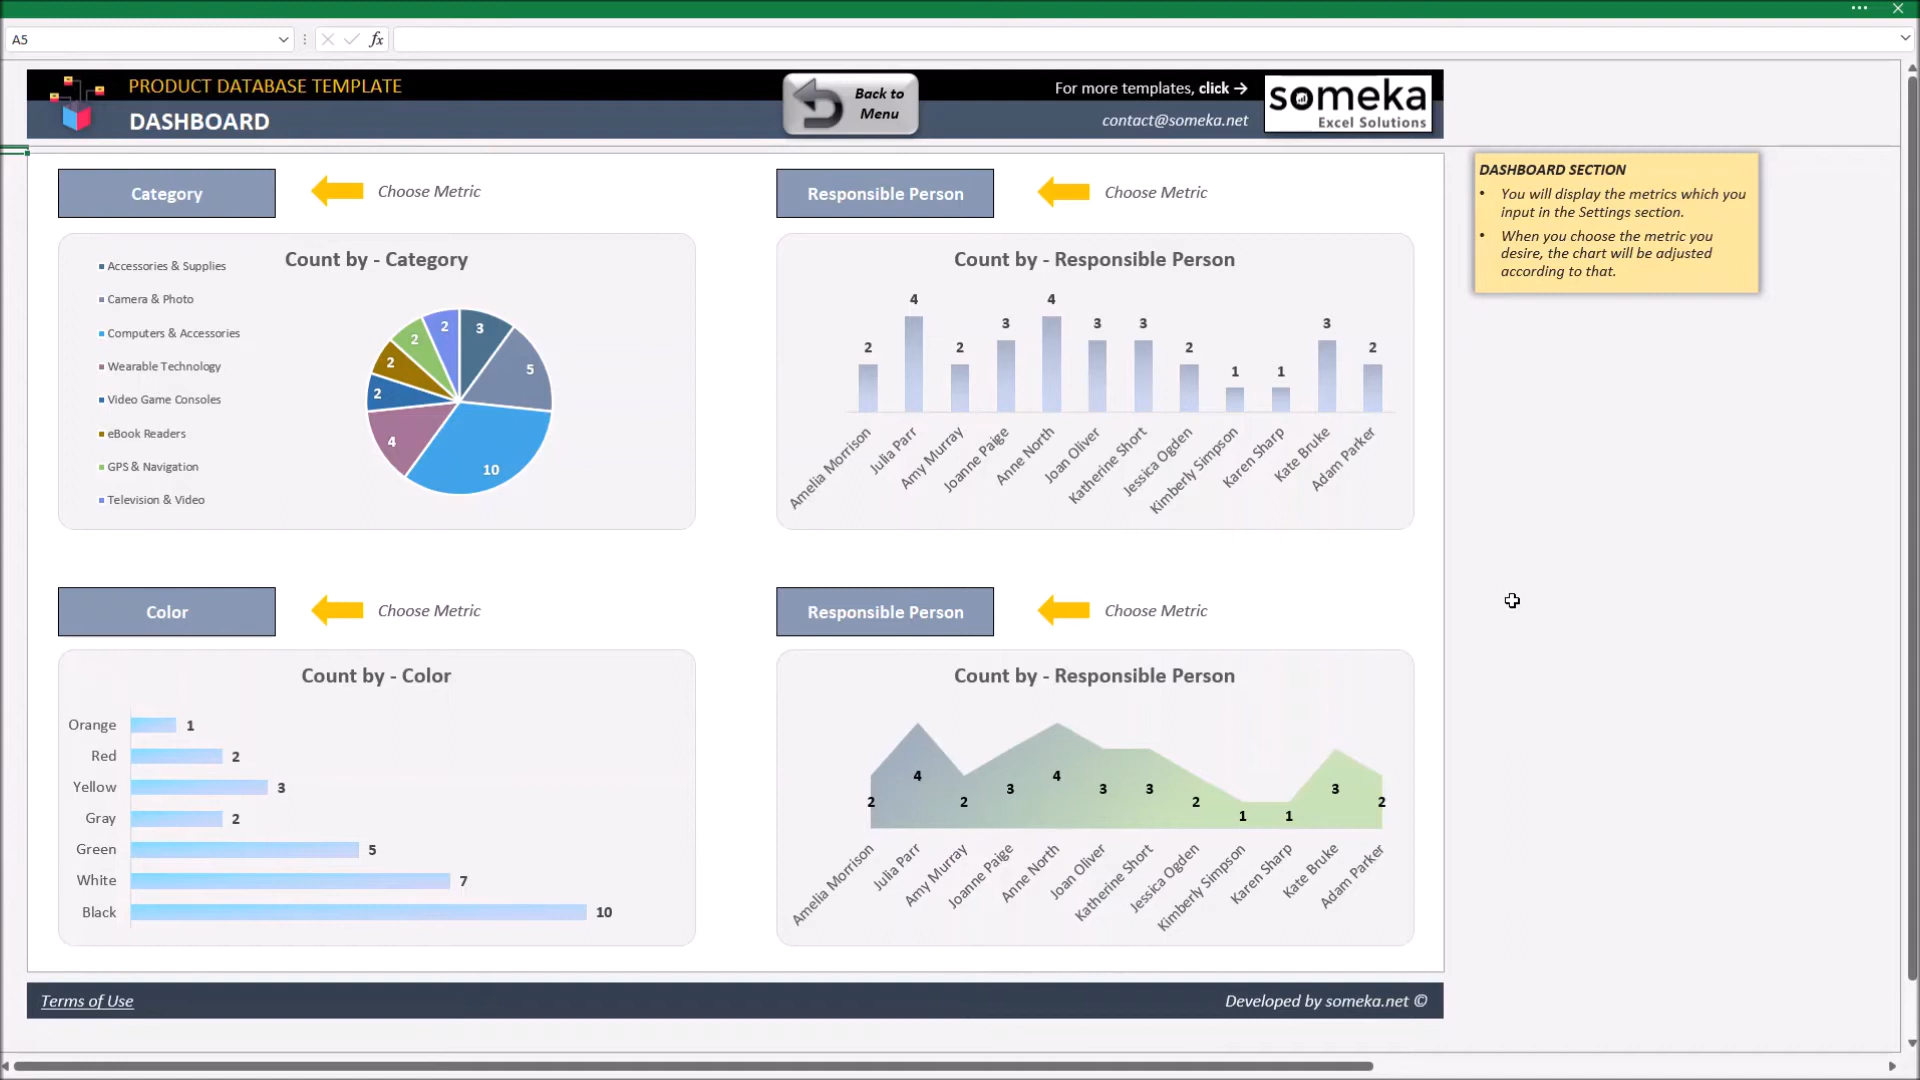 A5
fx
PRODUCT DATABASE TEMPLATE
DASHBOARD
Back to
Menu
For more templates, click →
contact@someka.net
someka
Excel Solutions
Category
Choose Metric
Responsible Person
Choose Metric
DASHBOARD SECTION
• You will display the metrics which you
input in the Settings section.
• When you choose the metric you
desire, the chart will be adjusted
according to that.
Count by - Category
Accessories & Supplies
Camera & Photo
Computers & Accessories
Wearable Technology
Video Game Consoles
eBook Readers
GPS & Navigation
Television & Video
3
5
10
4
2
2
2
2
Count by - Responsible Person
2 4 2 3 4 3 3 2 1 1 3 2
Amelia Morrison
Julia Parr
Amy Murray
Joanne Paige
Anne North
Joan Oliver
Katherine Short
Jessica Ogden
Kimberly Simpson
Karen Sharp
Kate Bruke
Adam Parker
Color
Choose Metric
Responsible Person
Choose Metric
Count by - Color
Orange 1
Red 2
Yellow 3
Gray 2
Green 5
White 7
Black 10
Count by - Responsible Person
2 4 2 3 4 3 3 2 1 1 3 2
Amelia Morrison
Julia Parr
Amy Murray
Joanne Paige
Anne North
Joan Oliver
Katherine Short
Jessica Ogden
Kimberly Simpson
Karen Sharp
Kate Bruke
Adam Parker
Terms of Use
Developed by someka.net ©